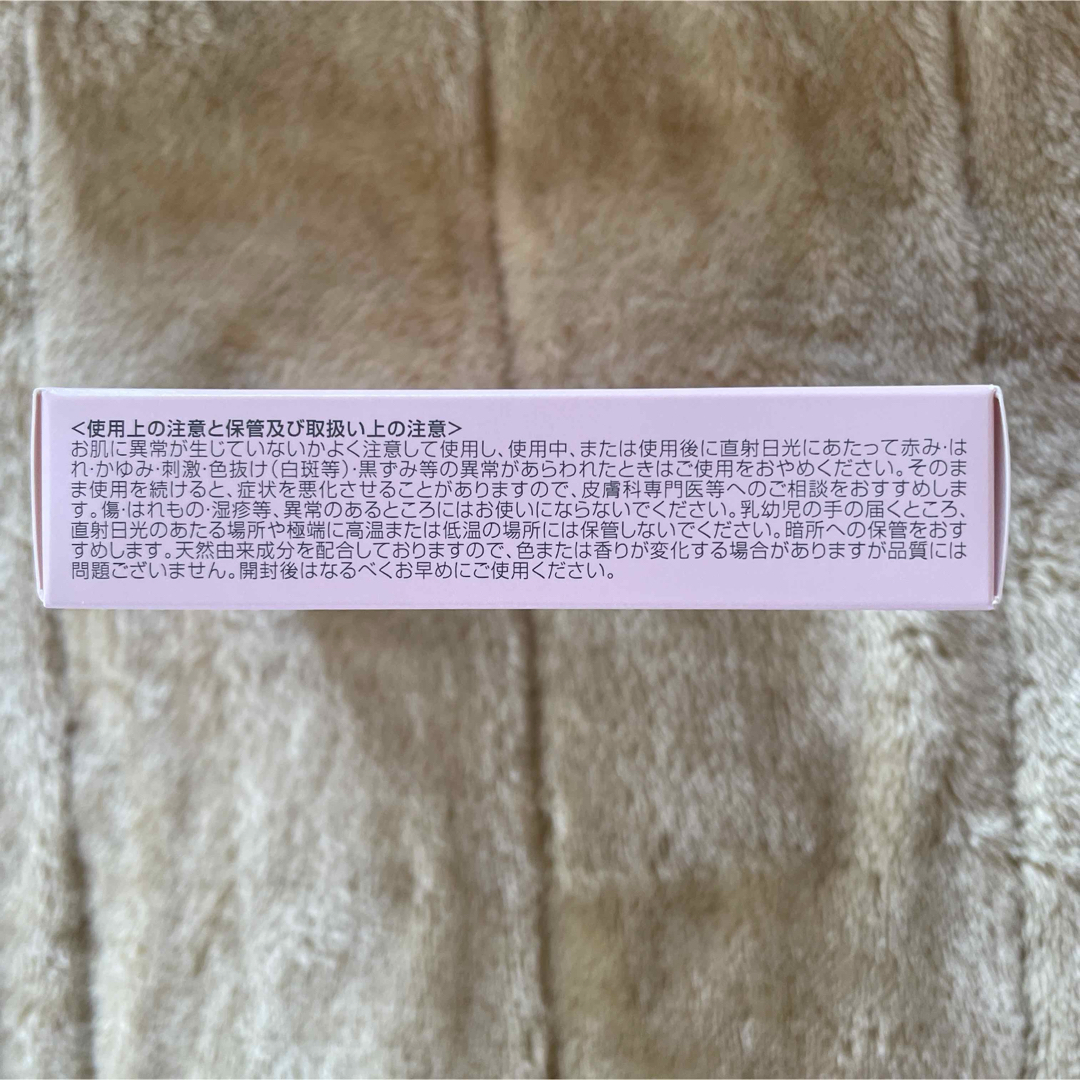 <使用上の注意と保管及び取扱い上の注意>
お肌に異常が生じていないかよく注意して使用し、使用中、または使用後に直射日光にあたって赤み・は
れ・かゆみ・刺激・色抜け(白斑等)・黒ずみ等の異常があらわれたときはご使用をおやめください。そのま
ま使用を続けると、症状を悪化させることがありますので、皮膚科専門医等へのご相談をおすすめしま
す。傷・はれもの・湿疹等、異常のあるところにはお使いにならないでください。乳幼児の手の届くところ、
直射日光のあたる場所や極端に高温または低温の場所には保管しないでください。暗所への保管をおす
すめします。天然由来成分を配合しておりますので、色または香りが変化する場合がありますが品質には
問題ございません。開封後はなるべくお早めにご使用ください。